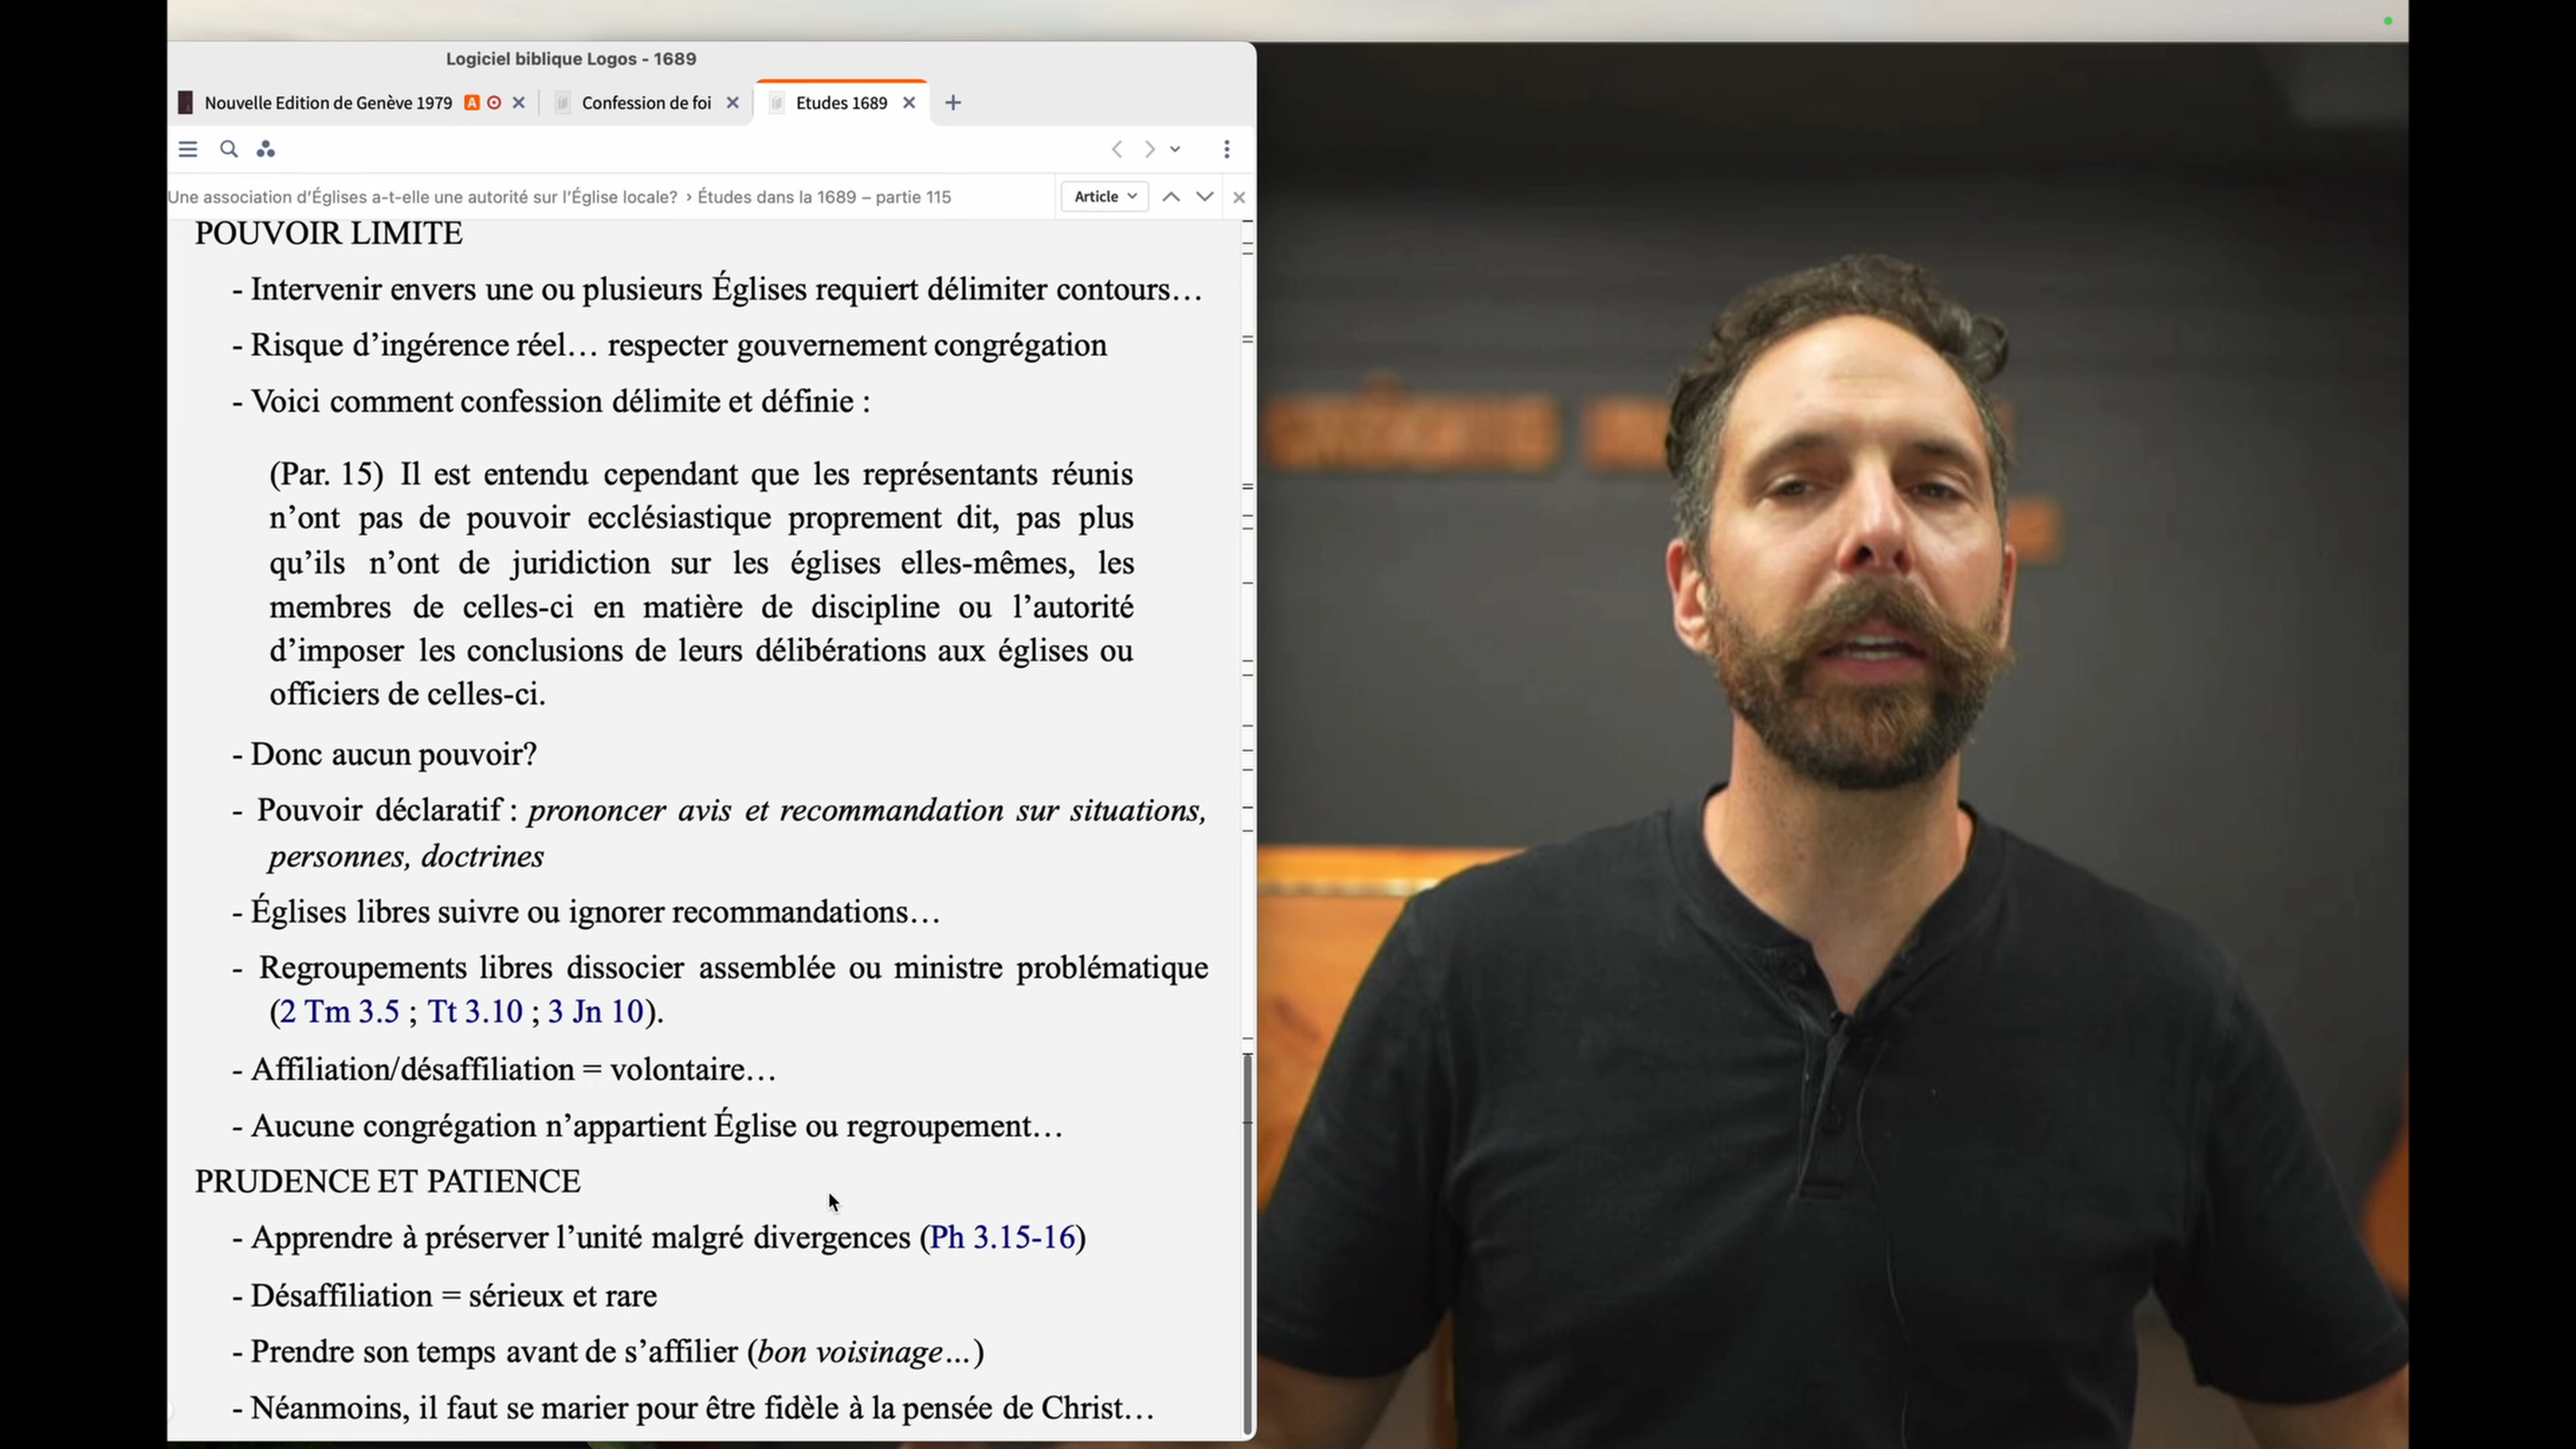 Logiciel biblique Logos - 1689
Nouvelle Edition de Genève 1979 A
Confession de foi
Etudes 1689
Une association d’Églises a-t-elle une autorité sur l’Église locale? › Études dans la 1689 – partie 115
Article
POUVOIR LIMITE
- Intervenir envers une ou plusieurs Églises requiert délimiter contours…
- Risque d’ingérence réel… respecter gouvernement congrégation
- Voici comment confession délimite et définie :
(Par. 15) Il est entendu cependant que les représentants réunis
n’ont pas de pouvoir ecclésiastique proprement dit, pas plus
qu’ils n’ont de juridiction sur les églises elles-mêmes, les
membres de celles-ci en matière de discipline ou l’autorité
d’imposer les conclusions de leurs délibérations aux églises ou
officiers de celles-ci.
- Donc aucun pouvoir?
- Pouvoir déclaratif : prononcer avis et recommandation sur situations,
personnes, doctrines
- Églises libres suivre ou ignorer recommandations…
- Regroupements libres dissocier assemblée ou ministre problématique
(2 Tm 3.5 ; Tt 3.10 ; 3 Jn 10).
- Affiliation/désaffiliation = volontaire…
- Aucune congrégation n’appartient Église ou regroupement…
PRUDENCE ET PATIENCE
- Apprendre à préserver l’unité malgré divergences (Ph 3.15-16)
- Désaffiliation = sérieux et rare
- Prendre son temps avant de s’affilier (bon voisinage…)
- Néanmoins, il faut se marier pour être fidèle à la pensée de Christ…